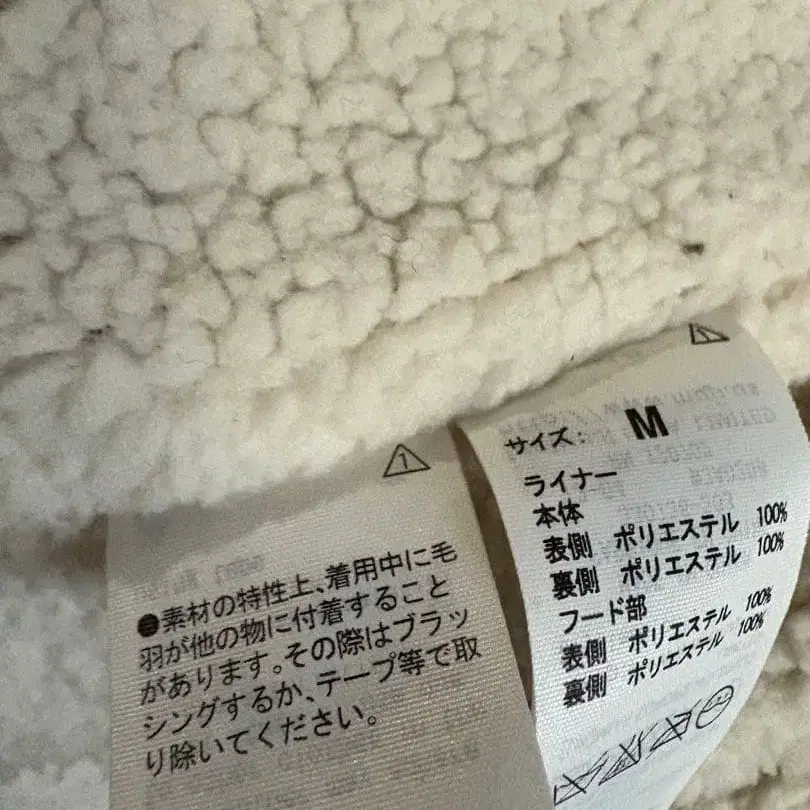 1
●素材の特性上、着用中に毛
羽が他の物に付着すること
があります。その際はブラッ
シングするか、テープ等で取
り除いてください。
サイズ: M
ライナー
本体
表側 ポリエステル 100%
裏側 ポリエステル 100%
フード部
表側 ポリエステル 100%
裏側 ポリエステル 100%